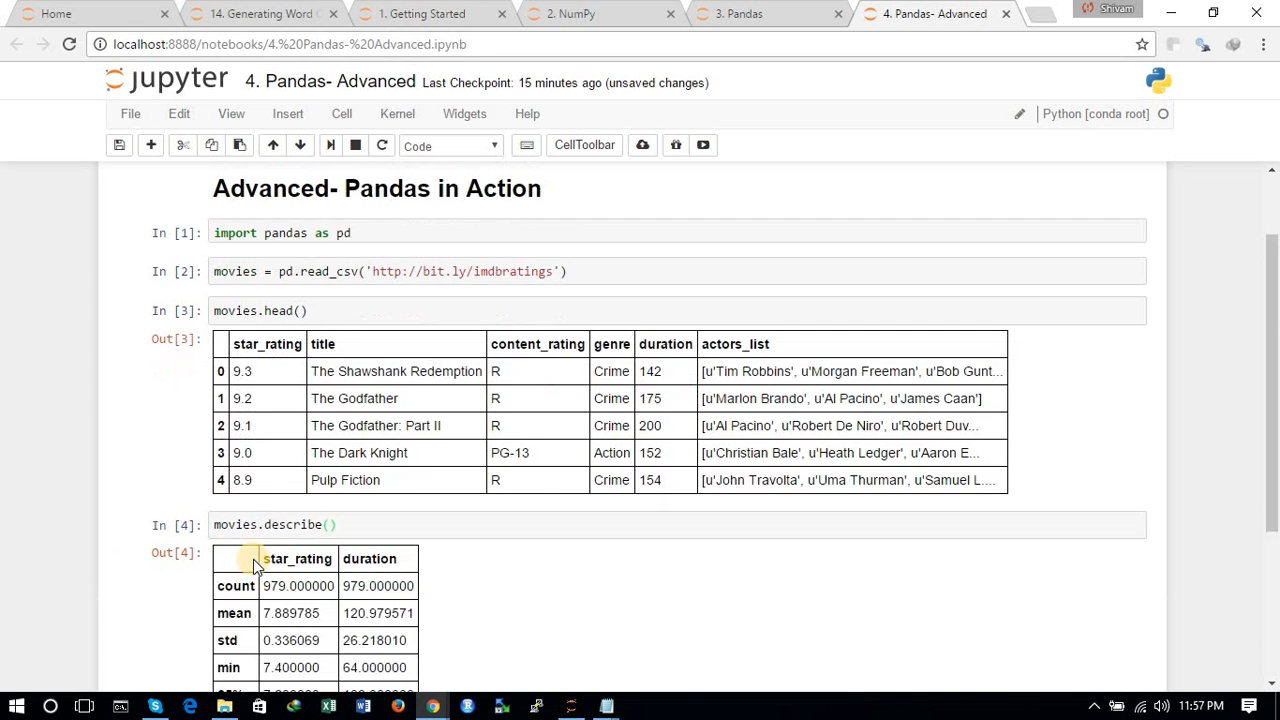 Home
14. Generating Word C
1. Getting Started
2. NumPy
3. Pandas
4. Pandas- Advanced
Shivam
localhost:8888/notebooks/4.%20Pandas-%20Advanced.ipynb
jupyter 4. Pandas- Advanced Last Checkpoint: 15 minutes ago (unsaved changes)
File Edit View Insert Cell Kernel Widgets Help Python [conda root]
Code CellToolbar
Advanced- Pandas in Action
In [1]: import pandas as pd
In [2]: movies = pd.read_csv('http://bit.ly/imdbratings')
In [3]: movies.head()
Out[3]: star_rating title content_rating genre duration actors_list
0 9.3 The Shawshank Redemption R Crime 142 [u'Tim Robbins', u'Morgan Freeman', u'Bob Gunt...
1 9.2 The Godfather R Crime 175 [u'Marlon Brando', u'Al Pacino', u'James Caan']
2 9.1 The Godfather: Part II R Crime 200 [u'Al Pacino', u'Robert De Niro', u'Robert Duv...
3 9.0 The Dark Knight PG-13 Action 152 [u'Christian Bale', u'Heath Ledger', u'Aaron E...
4 8.9 Pulp Fiction R Crime 154 [u'John Travolta', u'Uma Thurman', u'Samuel L....
In [4]: movies.describe()
Out[4]: star_rating duration
count 979.000000 979.000000
mean 7.889785 120.979571
std 0.336069 26.218010
min 7.400000 64.000000
11:57 PM